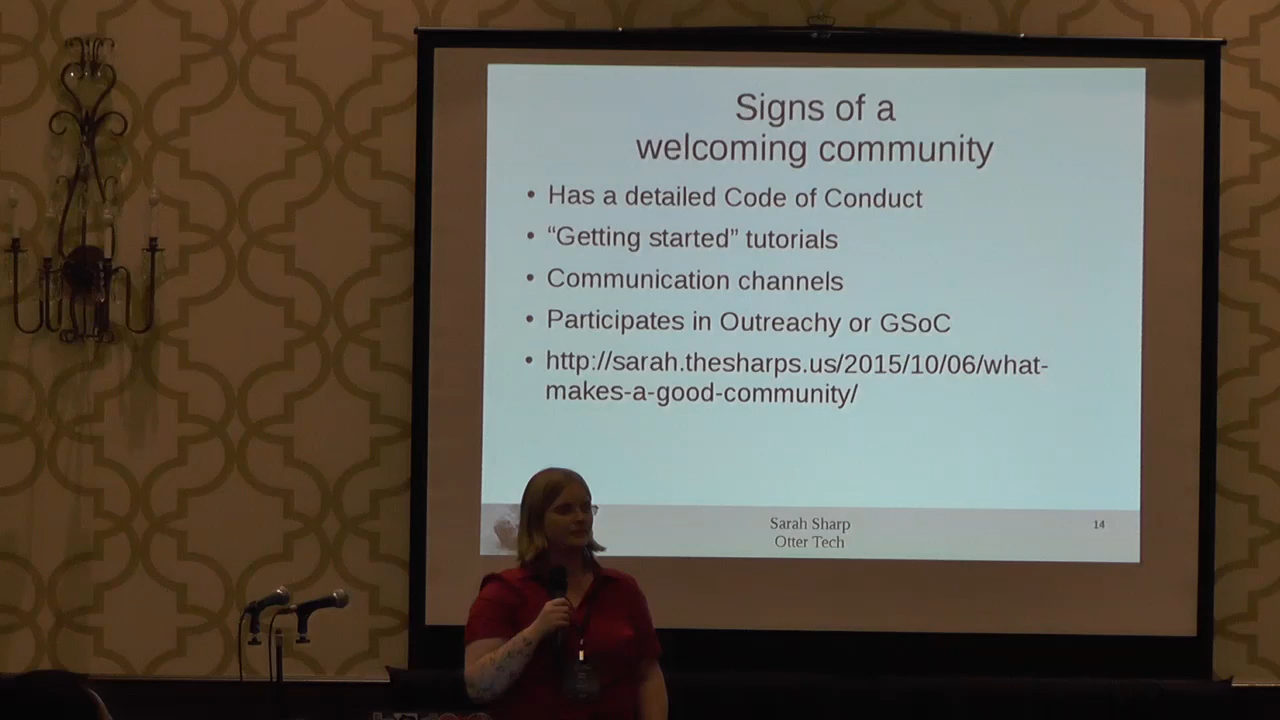 Signs of a
welcoming community
• Has a detailed Code of Conduct
• “Getting started” tutorials
• Communication channels
• Participates in Outreachy or GSoC
• http://sarah.thesharps.us/2015/10/06/what-
makes-a-good-community/
Sarah Sharp
Otter Tech
14